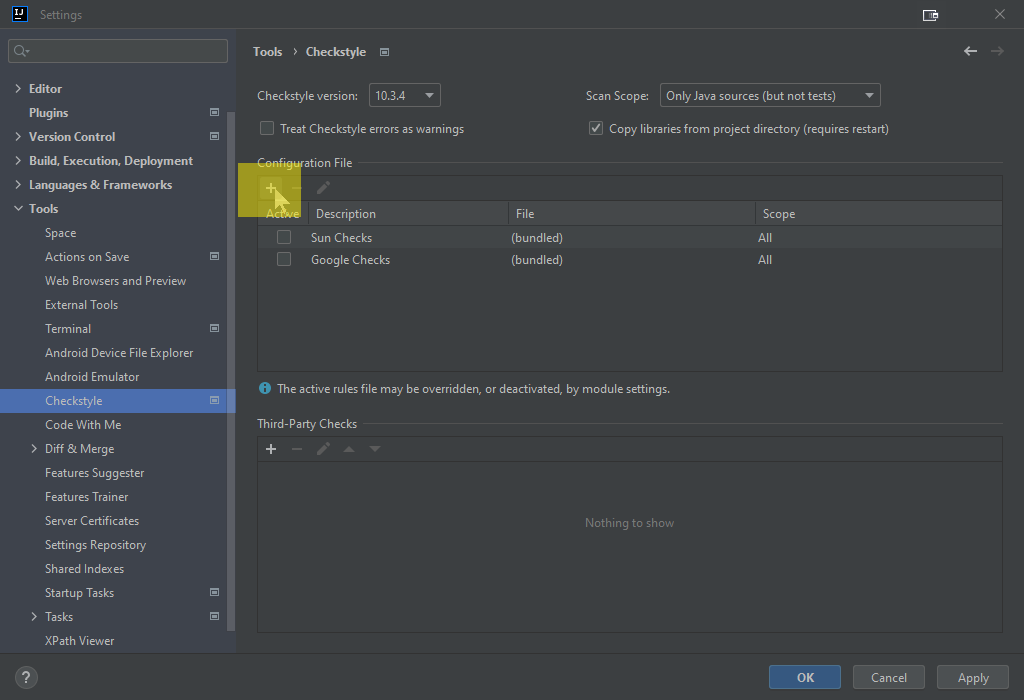 IJ
Settings
Editor
Plugins
Version Control
Build, Execution, Deployment
Languages & Frameworks
Tools
Space
Actions on Save
Web Browsers and Preview
External Tools
Terminal
Android Device File Explorer
Android Emulator
Checkstyle
Code With Me
Diff & Merge
Features Suggester
Features Trainer
Server Certificates
Settings Repository
Shared Indexes
Startup Tasks
Tasks
XPath Viewer
Tools › Checkstyle
Checkstyle version: 10.3.4 Scan Scope: Only Java sources (but not tests)
Treat Checkstyle errors as warnings Copy libraries from project directory (requires restart)
Configuration File
Active Description File Scope
Sun Checks (bundled) All
Google Checks (bundled) All
The active rules file may be overridden, or deactivated, by module settings.
Third-Party Checks
Nothing to show
? OK Cancel Apply